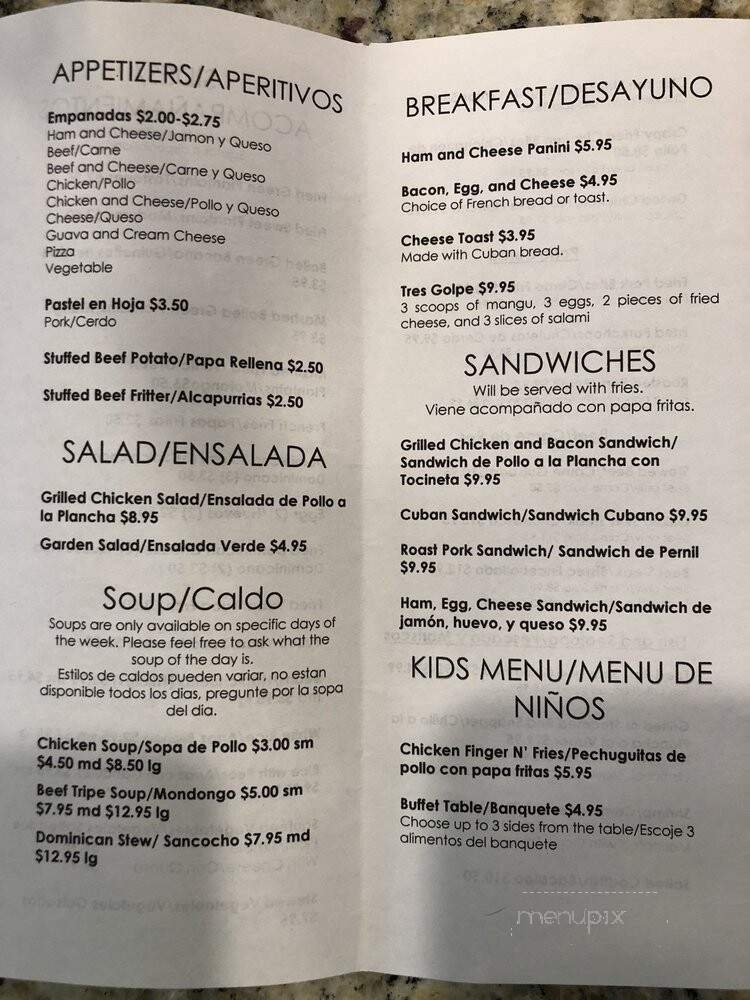 APPETIZERS/APERITIVOS
Empanadas $2.00-$2.75
Ham and Cheese/Jamon y Queso
Beef/Carne
Beef and Cheese/Carne y Queso
Chicken/Pollo
Chicken and Cheese/Pollo y Queso
Cheese/Queso
Guava and Cream Cheese
Pizza
Vegetable
Pastel en Hoja $3.50
Pork/Cerdo
Stuffed Beef Potato/Papa Rellena $2.50
Stuffed Beef Fritter/Alcapurrias $2.50
SALAD/ENSALADA
Grilled Chicken Salad/Ensalada de Pollo a
la Plancha $8.95
Garden Salad/Ensalada Verde $4.95
Soup/Caldo
Soups are only available on specific days of
the week. Please feel free to ask what the
soup of the day is.
Estilos de caldos pueden variar, no estan
disponible todos los dias, pregunte por la sopa
del dia.
Chicken Soup/Sopa de Pollo $3.00 sm
$4.50 md $8.50 lg
Beef Tripe Soup/Mondongo $5.00 sm
$7.95 md $12.95 lg
Dominican Stew/ Sancocho $7.95 md
$12.95 lg
BREAKFAST/DESAYUNO
Ham and Cheese Panini $5.95
Bacon, Egg, and Cheese $4.95
Choice of French bread or toast.
Cheese Toast $3.95
Made with Cuban bread.
Tres Golpe $9.95
3 scoops of mangu, 3 eggs, 2 pieces of fried
cheese, and 3 slices of salami
SANDWICHES
Will be served with fries.
Viene acompañado con papa fritas.
Grilled Chicken and Bacon Sandwich/
Sandwich de Pollo a la Plancha con
Tocineta $9.95
Cuban Sandwich/Sandwich Cubano $9.95
Roast Pork Sandwich/ Sandwich de Pernil
$9.95
Ham, Egg, Cheese Sandwich/Sandwich de
jamón, huevo, y queso $9.95
KIDS MENU/MENU DE
NIÑOS
Chicken Finger N' Fries/Pechuguitas de
pollo con papa fritas $5.95
Buffet Table/Banquete $4.95
Choose up to 3 sides from the table/Escoje 3
alimentos del banquete
menupix